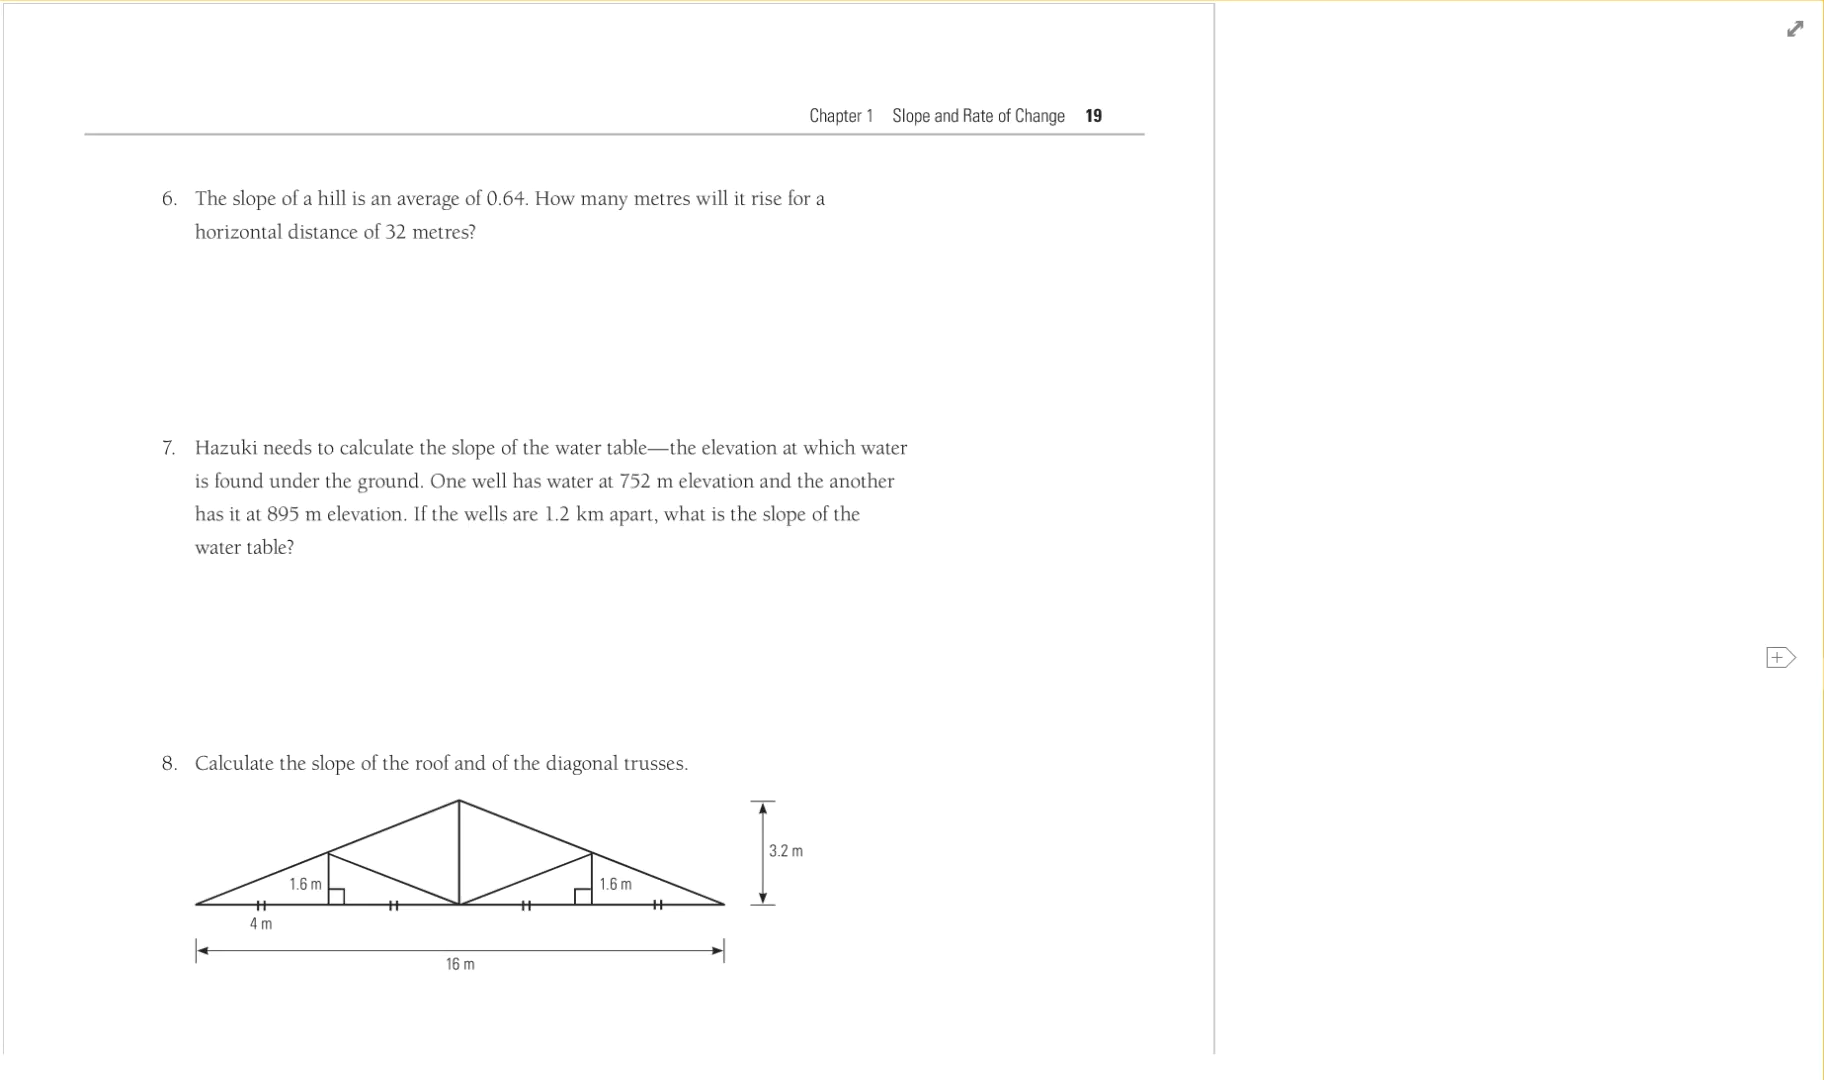 Chapter 1 Slope and Rate of Change 19
6. The slope of a hill is an average of 0.64. How many metres will it rise for a
horizontal distance of 32 metres?
7. Hazuki needs to calculate the slope of the water table—the elevation at which water
is found under the ground. One well has water at 752 m elevation and the another
has it at 895 m elevation. If the wells are 1.2 km apart, what is the slope of the
water table?
8. Calculate the slope of the roof and of the diagonal trusses.
3.2 m
1.6 m
1.6 m
4 m
16 m